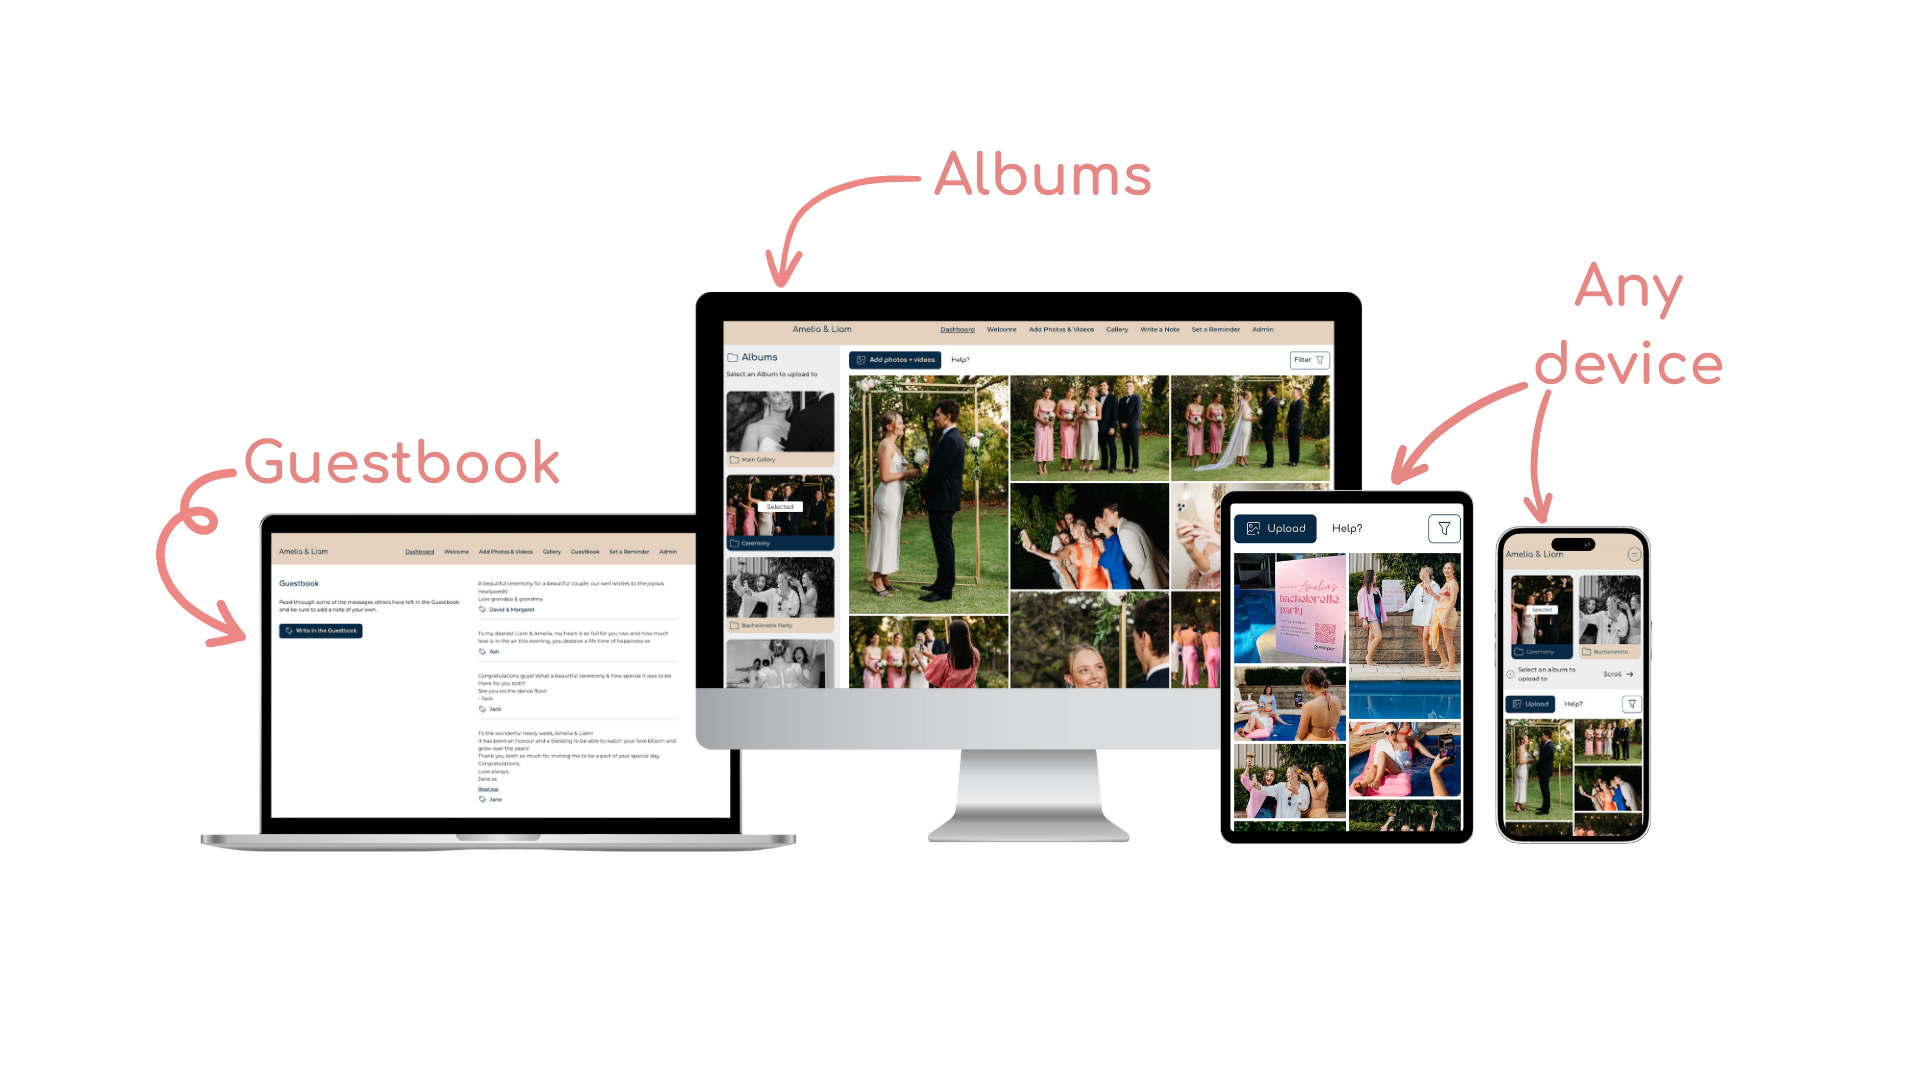 Albums
Any
device
Guestbook
Amelia & Liam
Dashboard Welcome Add Photos & Videos Gallery Guestbook Set a Reminder Admin
Guestbook
Read through some of the messages others have left in the Guestbook
and be sure to add a note of your own.
Write in the Guestbook
A beautiful ceremony for a beautiful couple, our well wishes to the joyous
newlyweds!
Love grandpa & grandma
David & Margaret
To my dearest Liam & Amelia, my heart is so full for you two and how much
love is in the air this evening, you deserve a life time of happiness xx
Ash
Congratulations guys! What a beautiful ceremony & how special it was to be
there for you both!
See you on the dance floor!
- Jack
Jack
To the wonderful newly weds, Amelia & Liam!
It has been an honour and a blessing to be able to watch your love bloom and
grow over the years!
Thank you both so much for inviting me to be a part of your special day.
Congratulations,
Love always,
Jane xx
Read less
Jane
Amelia & Liam
Dashboard Welcome Add Photos & Videos Gallery Write a Note Set a Reminder Admin
Albums
Select an Album to upload to
Main Gallery
Selected
Ceremony
Bachelorette Party
Add photos + videos Help? Filter
Upload Help?
Amelia's
bachelorette
party
Amelia & Liam
Selected
Ceremony Bachelorette...
Select an album to
upload to
Scroll
Upload Help?